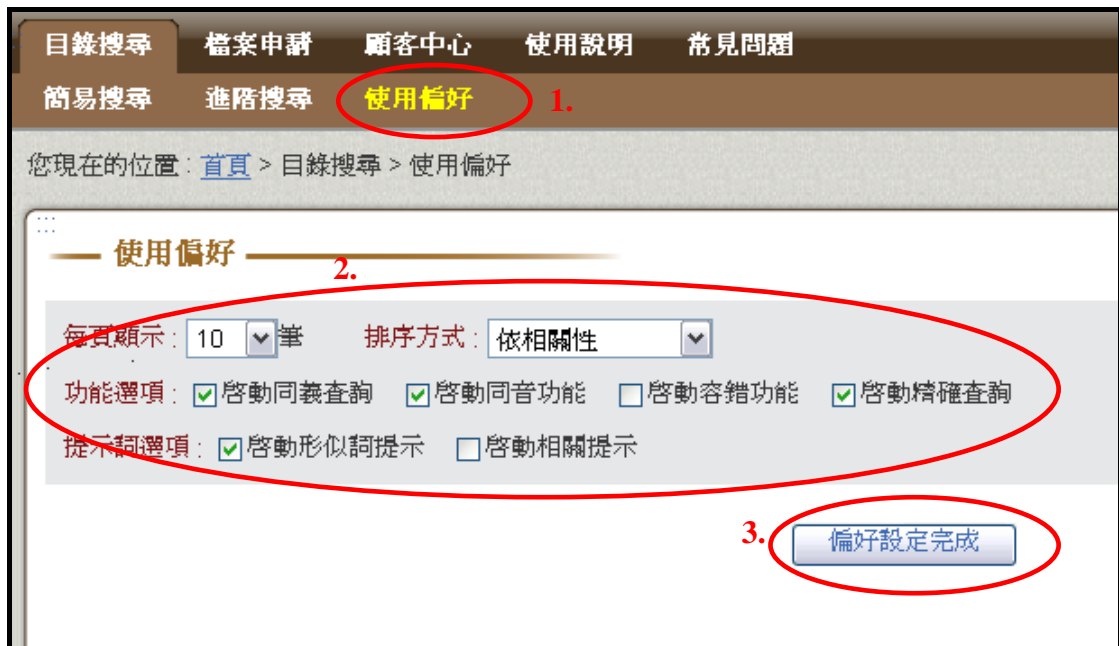 目錄搜尋 檔案申請 顧客中心 使用說明 常見問題
簡易搜尋 進階搜尋 使用偏好 1.
您現在的位置 : 首頁 > 目錄搜尋 > 使用偏好
使用偏好
2.
每頁顯示 : 10 筆 排序方式 : 依相關性
功能選項 : 啓動同義查詢 啓動同音功能 啓動容錯功能 啓動精確查詢
提示詞選項 : 啓動形似詞提示 啓動相關提示
3. 偏好設定完成